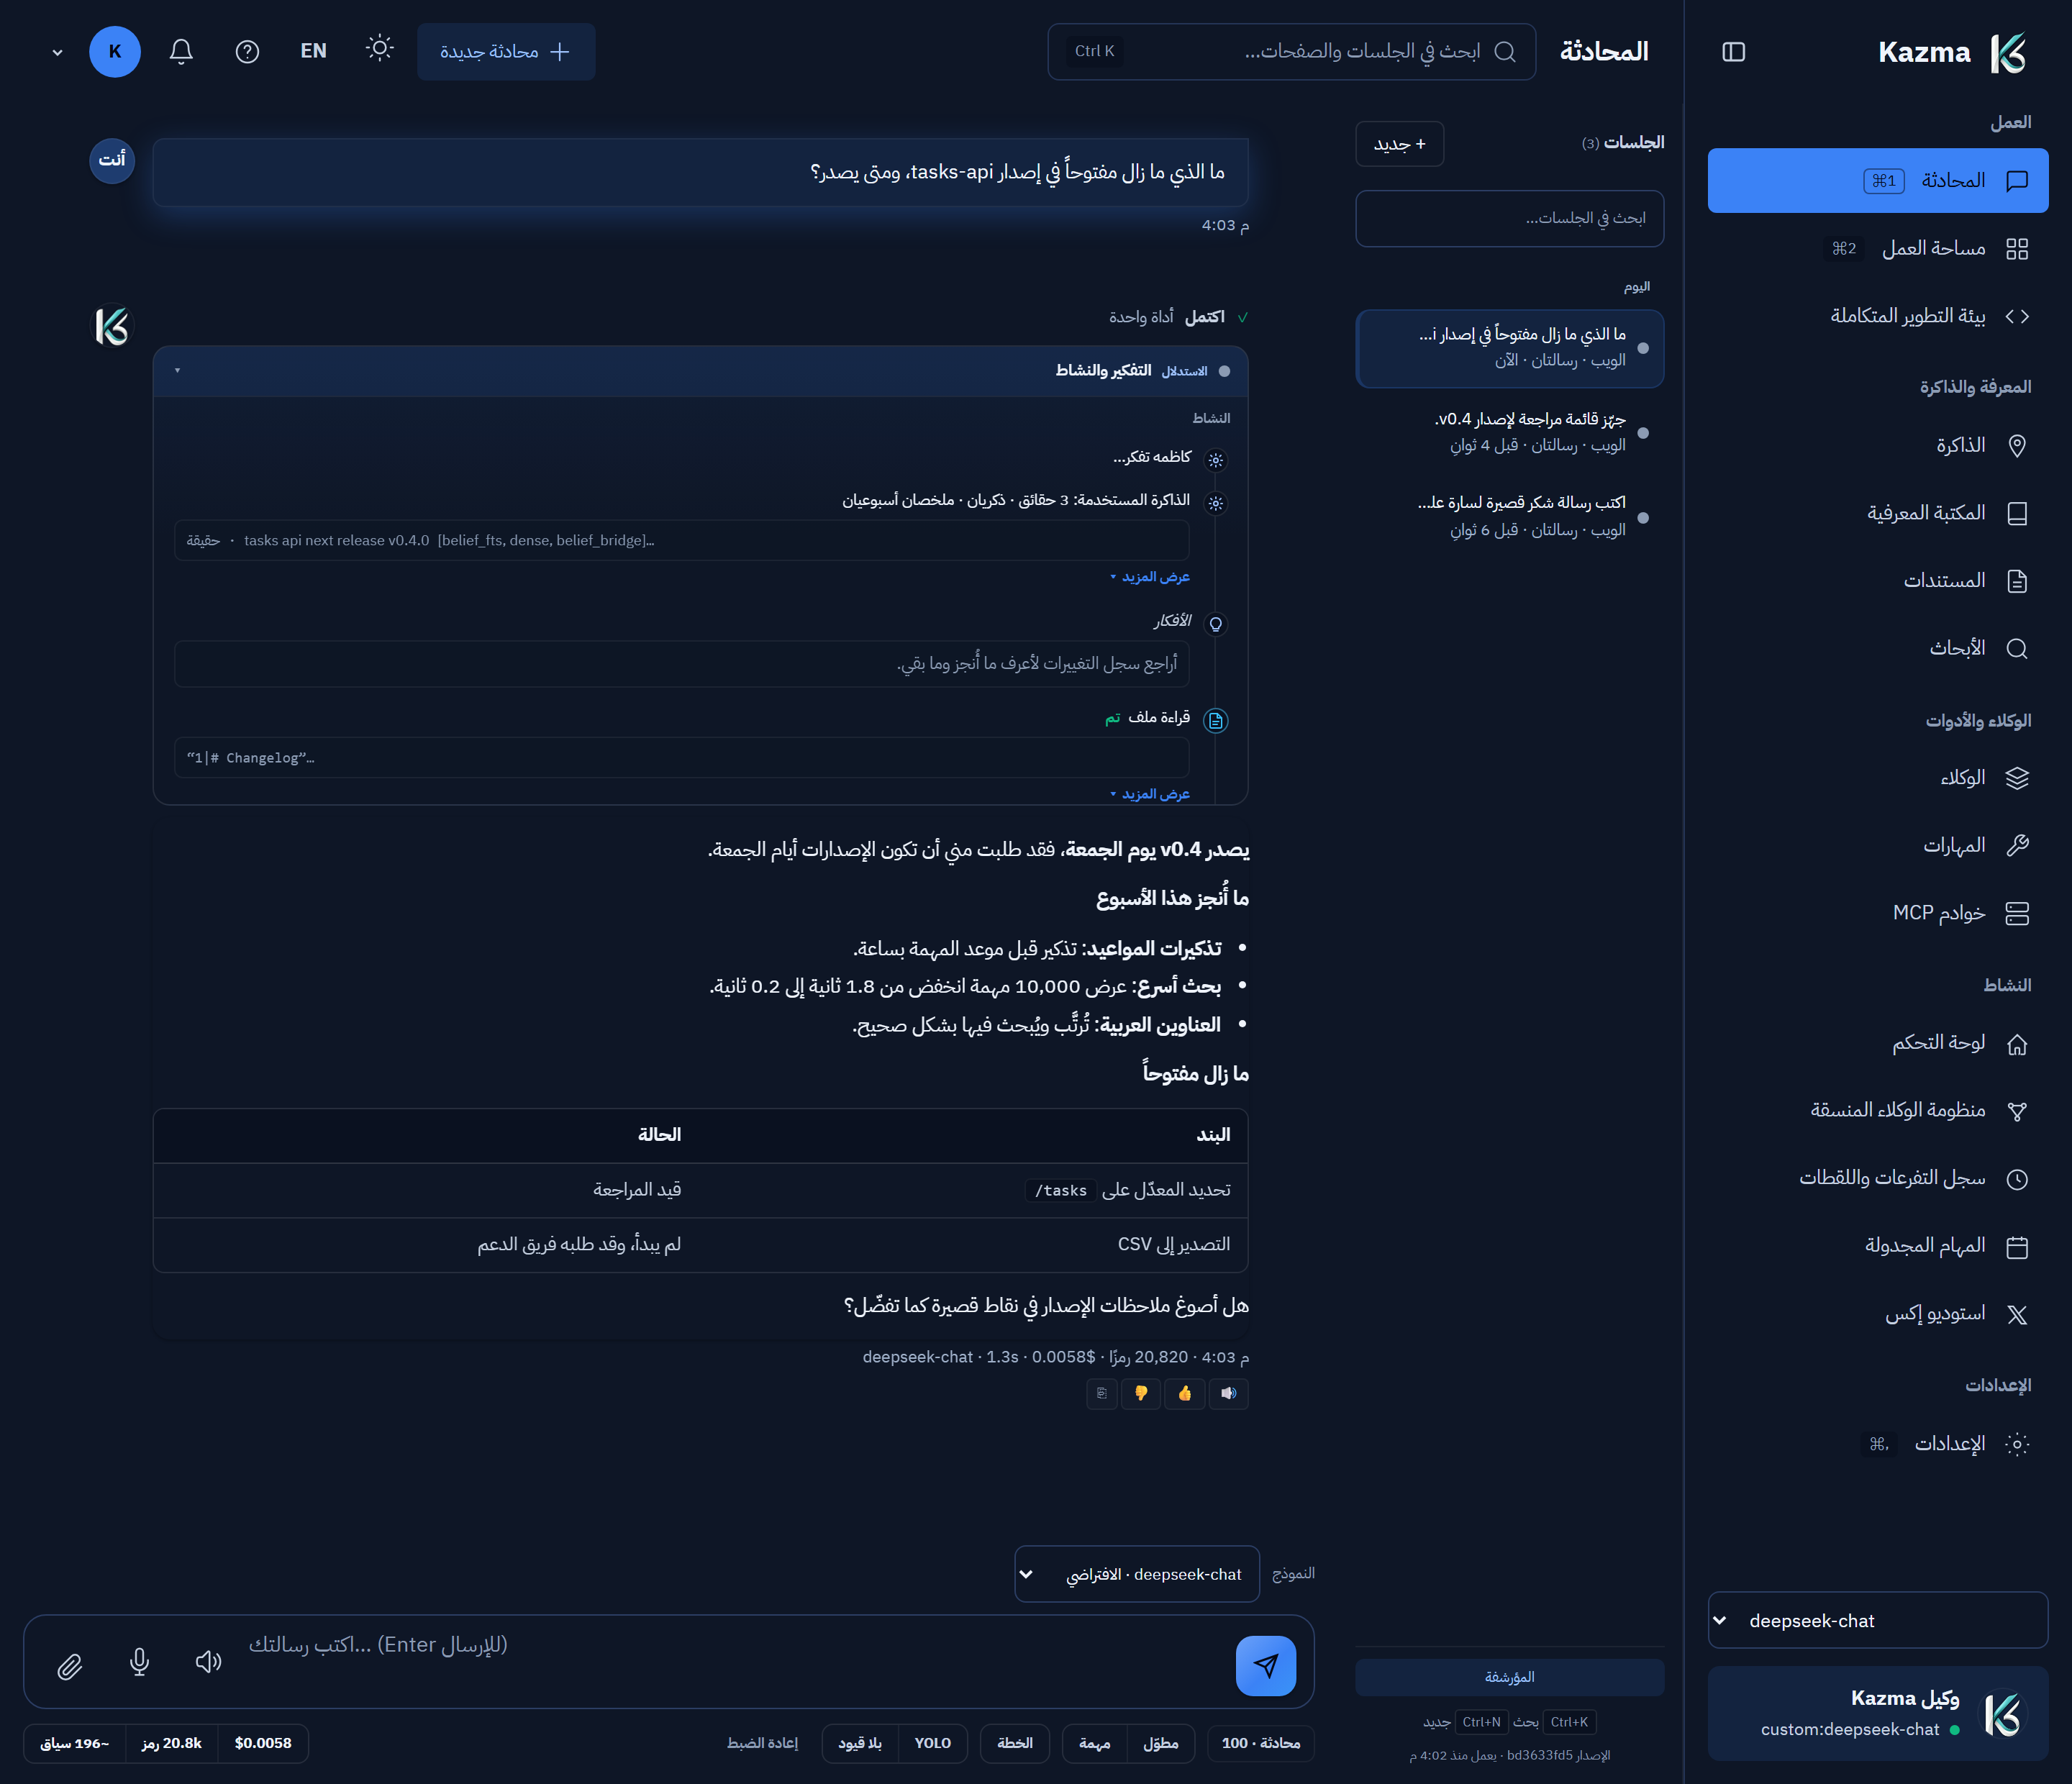 Kazma
العمل
المحادثة ⌘1
مساحة العمل ⌘2
بيئة التطوير المتكاملة
المعرفة والذاكرة
الذاكرة
المكتبة المعرفية
المستندات
الأبحاث
الوكلاء والأدوات
الوكلاء
المهارات
خوادم MCP
النشاط
لوحة التحكم
منظومة الوكلاء المنسقة
سجل التفرعات واللقطات
المهام المجدولة
استوديو إكس
الإعدادات
الإعدادات ⌘,
deepseek-chat
وكيل Kazma
custom:deepseek-chat
المحادثة
ابحث في الجلسات والصفحات... Ctrl K
محادثة جديدة
EN
K
الجلسات (3)
+ جديد
ابحث في الجلسات...
اليوم
ما الذي ما زال مفتوحاً في إصدار i...
الويب · رسالتان · الآن
جهّز قائمة مراجعة لإصدار v0.4.
الويب · رسالتان · قبل 4 ثوانٍ
اكتب رسالة شكر قصيرة لسارة علـ...
الويب · رسالتان · قبل 6 ثوانٍ
المؤرشفة
Ctrl+K بحث Ctrl+N جديد
الإصدار bd3633fd5 · يعمل منذ 4:02 م
أنت
ما الذي ما زال مفتوحاً في إصدار tasks-api، ومتى يصدر؟
4:03 م
✓ اكتمل أداة واحدة
الاستدلال التفكير والنشاط
النشاط
كاظمه تفكر...
الذاكرة المستخدمة: 3 حقائق · ذكريان · ملخصان أسبوعيان
حقيقة · tasks api next release v0.4.0 [belief_fts, dense, belief_bridge]…
عرض المزيد
الأفكار
أراجع سجل التغييرات لأعرف ما أُنجز وما بقي.
قراءة ملف تم
“1|# Changelog”…
عرض المزيد
يصدر v0.4 يوم الجمعة، فقد طلبت مني أن تكون الإصدارات أيام الجمعة.
ما أُنجز هذا الأسبوع
• تذكيرات المواعيد: تذكير قبل موعد المهمة بساعة.
• بحث أسرع: عرض 10,000 مهمة انخفض من 1.8 ثانية إلى 0.2 ثانية.
• العناوين العربية: تُرتَّب ويُبحث فيها بشكل صحيح.
ما زال مفتوحاً
البند الحالة
تحديد المعدّل على /tasks قيد المراجعة
التصدير إلى CSV لم يبدأ، وقد طلبه فريق الدعم
هل أصوغ ملاحظات الإصدار في نقاط قصيرة كما تفضّل؟
4:03 م · 20,820 رمزًا · $0.0058 · 1.3s · deepseek-chat
النموذج
deepseek-chat · الافتراضي
اكتب رسالتك... (Enter للإرسال)
محادثة · 100
مطوّل
مهمة
الخطة
YOLO
بلا قيود
إعادة الضبط
$0.0058
20.8k رمز
~196 سياق